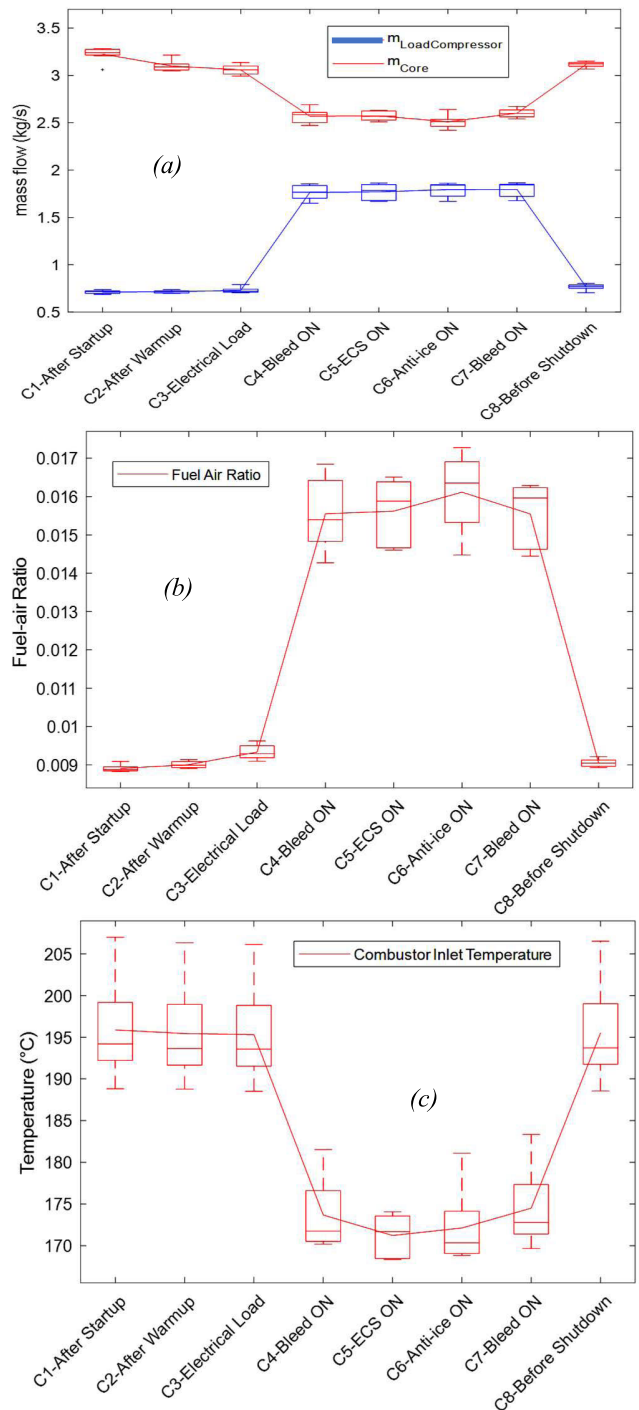 3.5
3
2.5
2
1.5
1
0.5
mass flow (kg/s)
m_LoadCompressor
m_Core
(a)
C1-After Startup
C2-After Warmup
C3-Electrical Load
C4-Bleed ON
C5-ECS ON
C6-Anti-ice ON
C7-Bleed ON
C8-Before Shutdown
0.017
0.016
0.015
0.014
0.013
0.012
0.011
0.01
0.009
Fuel-air Ratio
Fuel Air Ratio
(b)
C1-After Startup
C2-After Warmup
C3-Electrical Load
C4-Bleed ON
C5-ECS ON
C6-Anti-ice ON
C7-Bleed ON
C8-Before Shutdown
205
200
195
190
185
180
175
170
Temperature (°C)
Combustor Inlet Temperature
(c)
C1-After Startup
C2-After Warmup
C3-Electrical Load
C4-Bleed ON
C5-ECS ON
C6-Anti-ice ON
C7-Bleed ON
C8-Before Shutdown